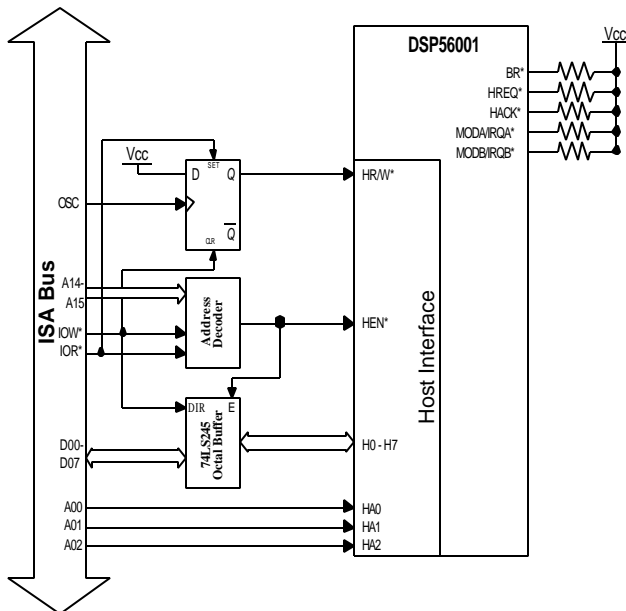 DSP56001
Vcc
BR*
HREQ*
HACK*
MODA/IRQA*
MODB/IRQB*
Vcc
SET
D
Q
HR/W*
OSC
Q
CLR
ISA Bus
A14-
A15
Address
Decoder
HEN*
IOW*
IOR*
Host Interface
DIR
E
74LS245
Octal Buffer
D00-
D07
H0 - H7
A00
HA0
A01
HA1
A02
HA2